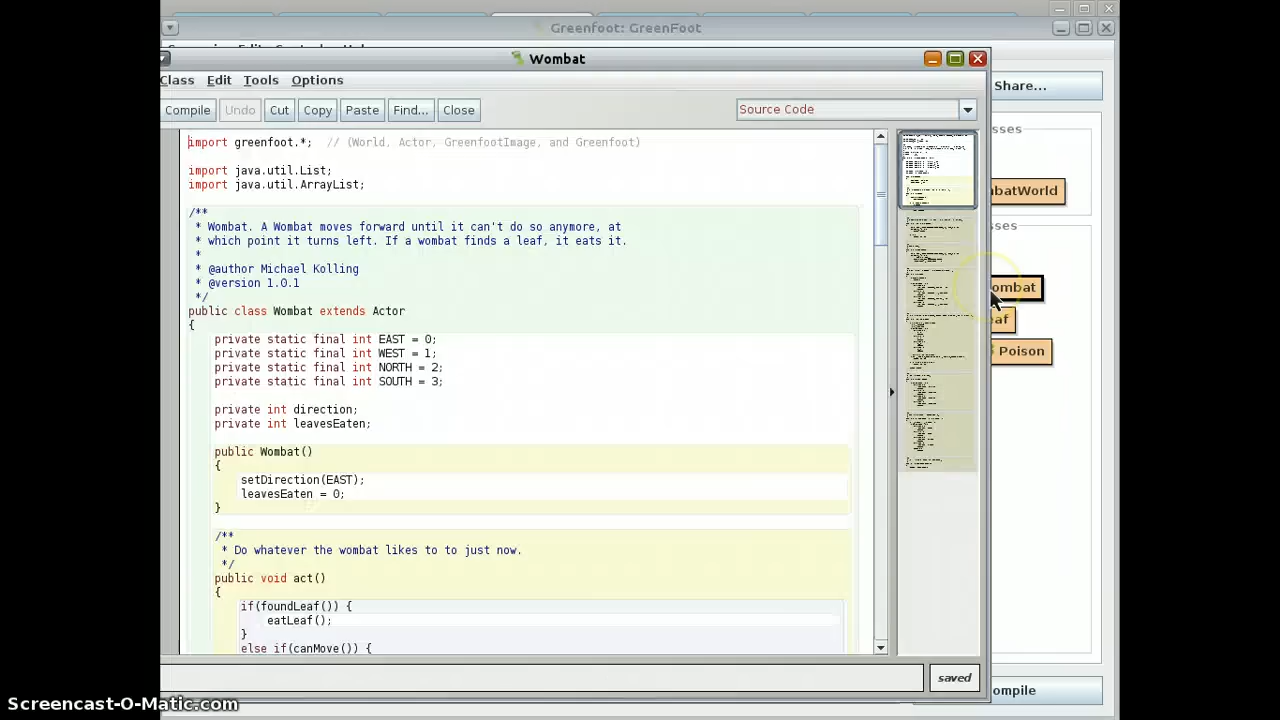 Greenfoot: GreenFoot
Wombat
Class Edit Tools Options
Compile Undo Cut Copy Paste Find... Close
Source Code
import greenfoot.*;  // (World, Actor, GreenfootImage, and Greenfoot)
import java.util.List;
import java.util.ArrayList;
/**
* Wombat. A Wombat moves forward until it can't do so anymore, at
* which point it turns left. If a wombat finds a leaf, it eats it.
*
* @author Michael Kolling
* @version 1.0.1
*/
public class Wombat extends Actor
{
private static final int EAST = 0;
private static final int WEST = 1;
private static final int NORTH = 2;
private static final int SOUTH = 3;
private int direction;
private int leavesEaten;
public Wombat()
{
setDirection(EAST);
leavesEaten = 0;
}
/**
* Do whatever the wombat likes to to just now.
*/
public void act()
{
if(foundLeaf()) {
eatLeaf();
}
else if(canMove()) {
saved
Share...
sses
batWorld
ses
ombat
af
Poison
ompile
Screencast-O-Matic.com